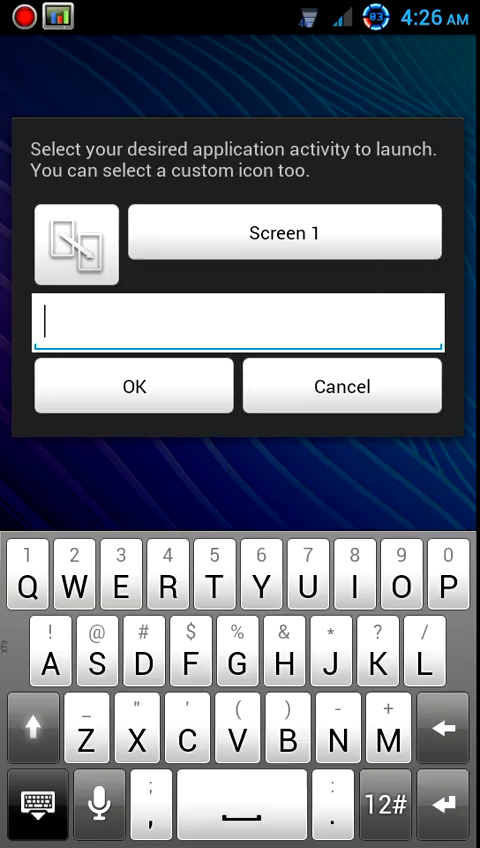 83 4:26 AM
Select your desired application activity to launch.
You can select a custom icon too.
Screen 1
OK Cancel
1 2 3 4 5 6 7 8 9 0
Q W E R T Y U I O P
! @ # $ % & * ? /
A S D F G H J K L
XT9
_ " ' ( ) - +
Z X C V B N M
; :
, . 12#